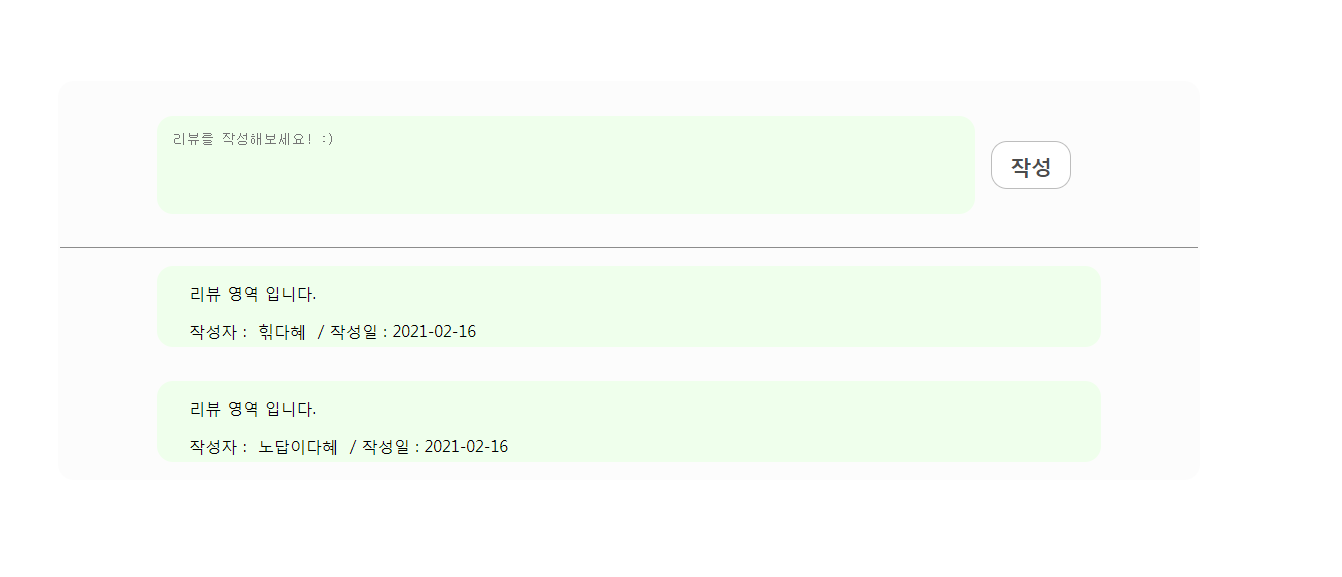 리뷰를 작성해보세요! :)
작성
리뷰 영역 입니다.
작성자 : 힊다혜 / 작성일 : 2021-02-16
리뷰 영역 입니다.
작성자 : 노답이다혜 / 작성일 : 2021-02-16